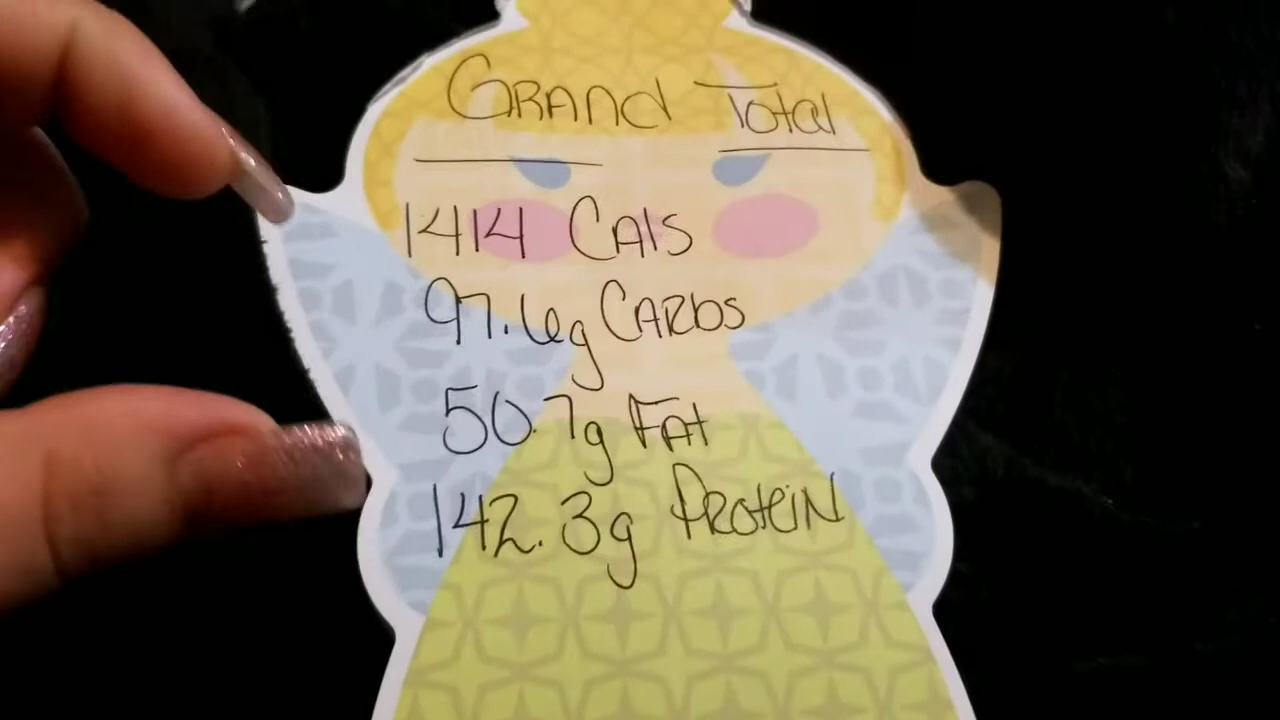 Grand Total
1414 Cals
97.6g Carbs
50.7g Fat
142.3g Protein